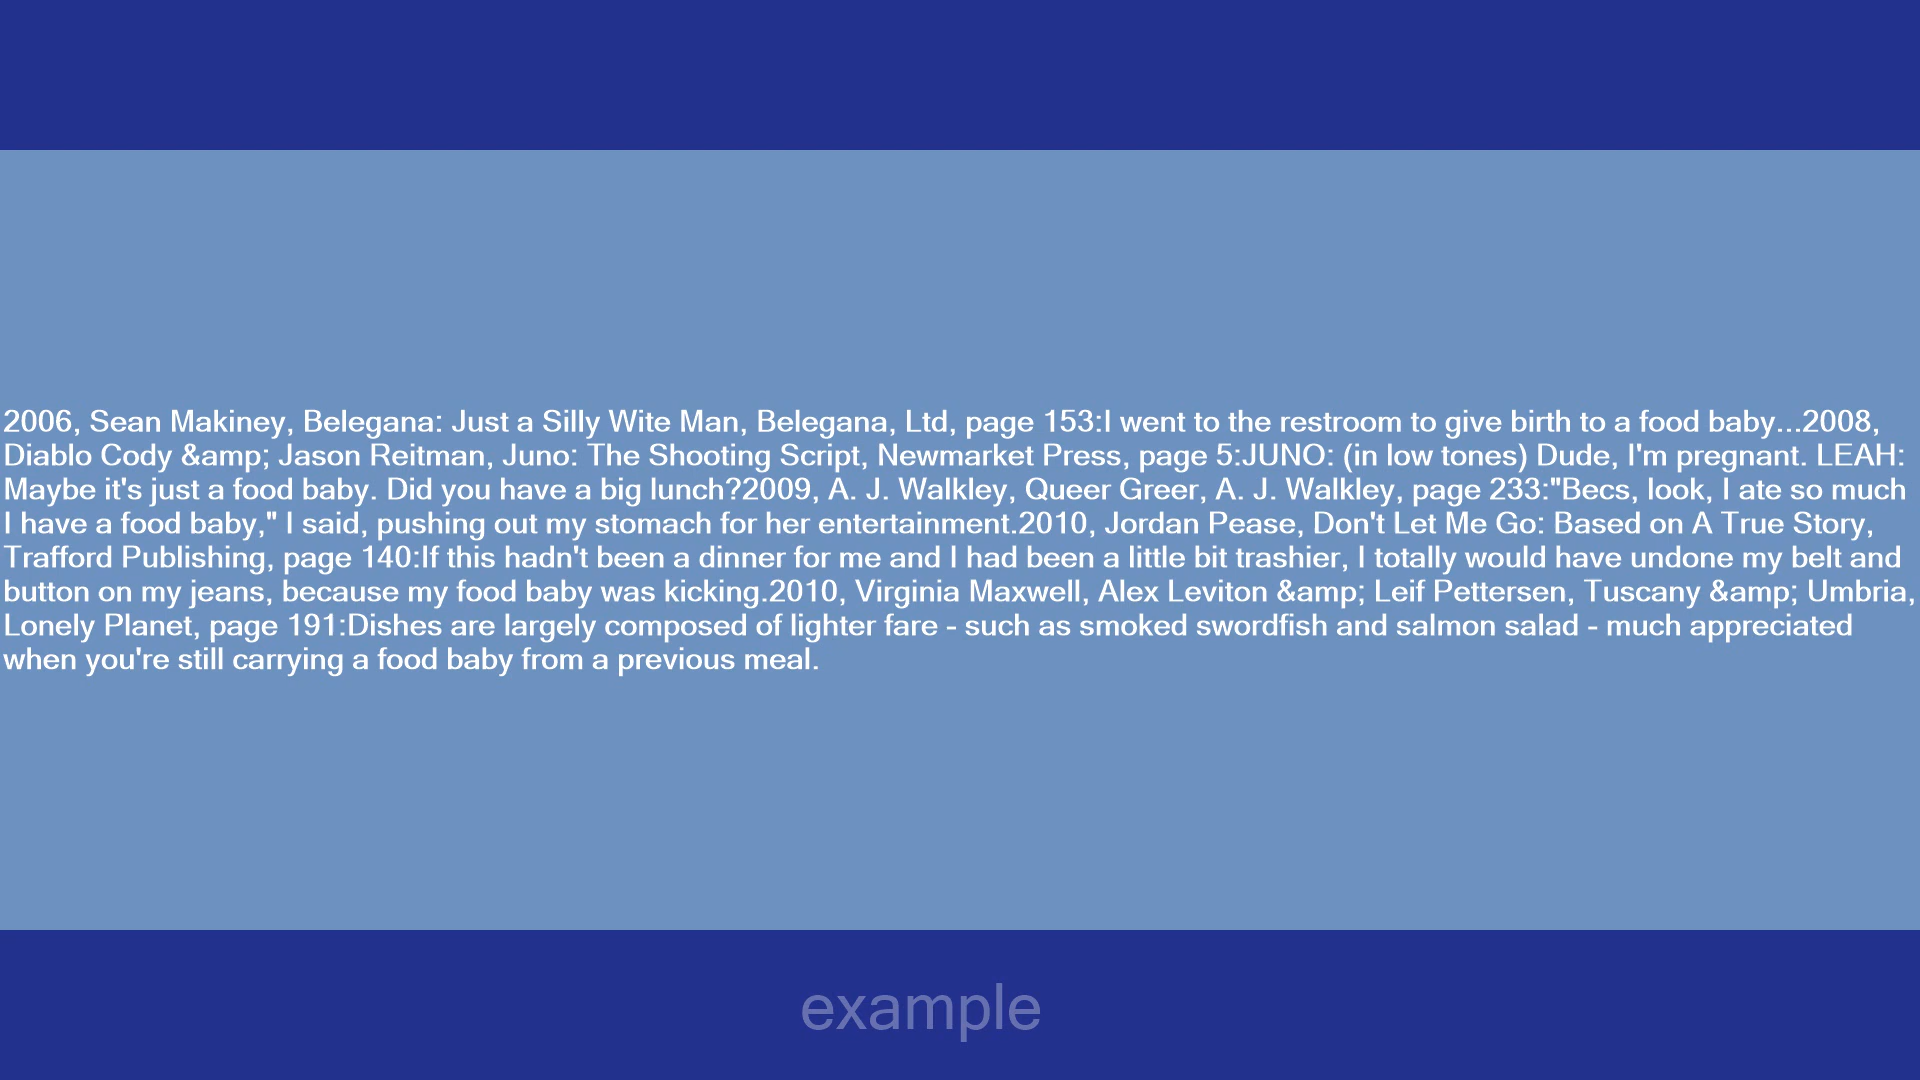 2006, Sean Makiney, Belegana: Just a Silly Wite Man, Belegana, Ltd, page 153:I went to the restroom to give birth to a food baby...2008,
Diablo Cody &amp; Jason Reitman, Juno: The Shooting Script, Newmarket Press, page 5:JUNO: (in low tones) Dude, I'm pregnant. LEAH:
Maybe it's just a food baby. Did you have a big lunch?2009, A. J. Walkley, Queer Greer, A. J. Walkley, page 233:"Becs, look, I ate so much
I have a food baby," I said, pushing out my stomach for her entertainment.2010, Jordan Pease, Don't Let Me Go: Based on A True Story,
Trafford Publishing, page 140:If this hadn't been a dinner for me and I had been a little bit trashier, I totally would have undone my belt and
button on my jeans, because my food baby was kicking.2010, Virginia Maxwell, Alex Leviton &amp; Leif Pettersen, Tuscany &amp; Umbria,
Lonely Planet, page 191:Dishes are largely composed of lighter fare - such as smoked swordfish and salmon salad - much appreciated
when you're still carrying a food baby from a previous meal.
example